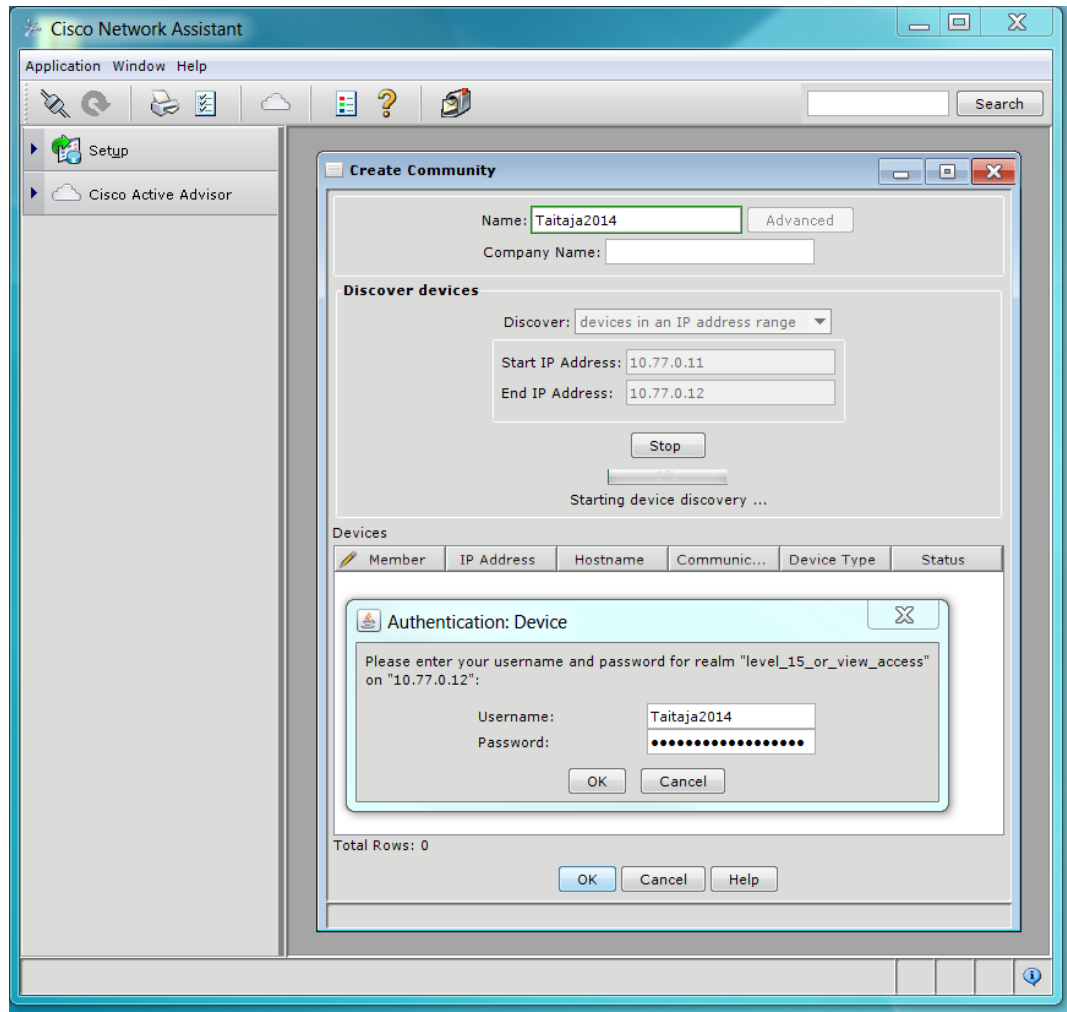 Cisco Network Assistant
Application Window Help
Search
Setup
Cisco Active Advisor
Create Community
Name: Taitaja2014 Advanced
Company Name:
Discover devices
Discover: devices in an IP address range
Start IP Address: 10.77.0.11
End IP Address: 10.77.0.12
Stop
Starting device discovery ...
Devices
Member IP Address Hostname Communic... Device Type Status
Authentication: Device
Please enter your username and password for realm "level_15_or_view_access"
on "10.77.0.12":
Username: Taitaja2014
Password: ••••••••••••••••••
OK Cancel
Total Rows: 0
OK Cancel Help